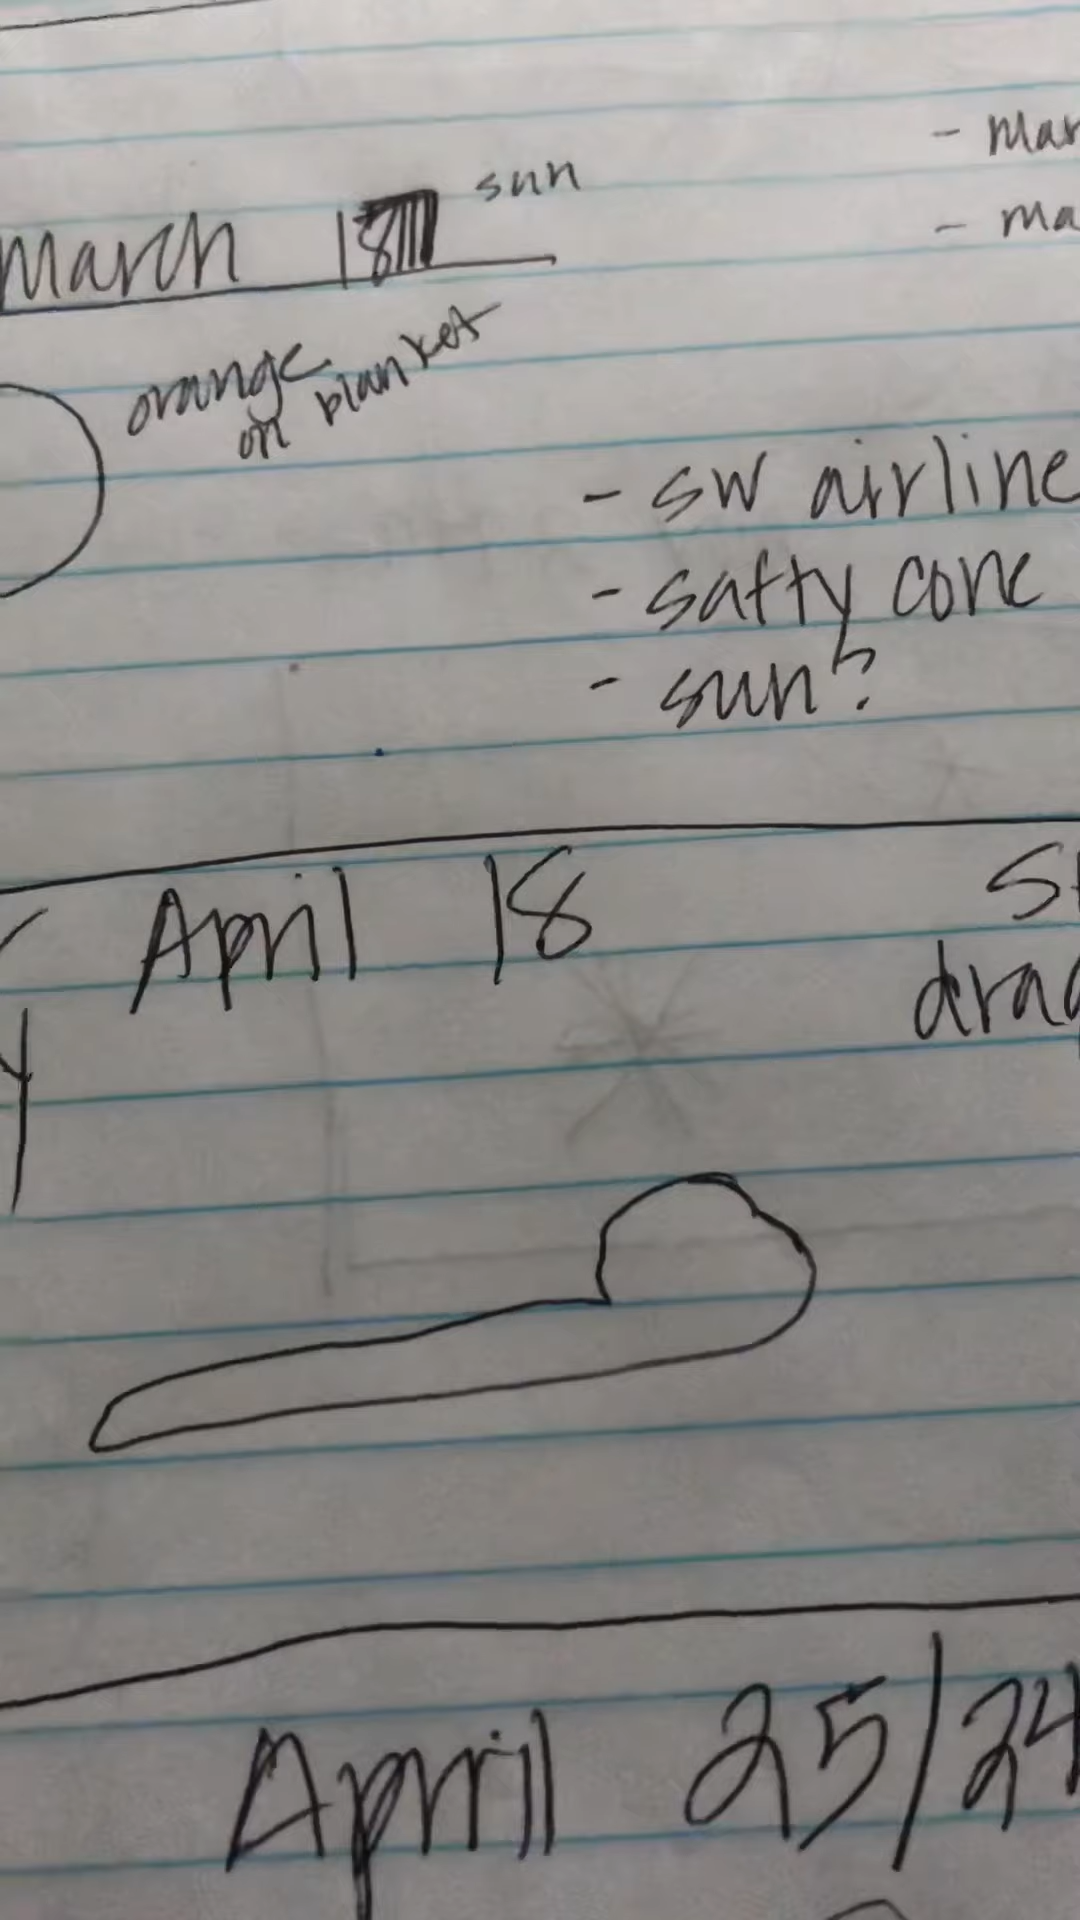 - mar
sun
- ma
March 18
orange
on blanket
- sw airline
- safty cone
- sun?
April 18
drag
y
April 25/24